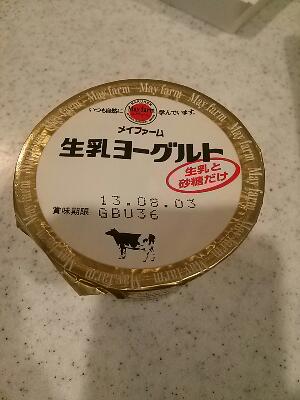 May farm
いつも自然に 学んでいます。
メイファーム
生乳ヨーグルト
生乳と
砂糖だけ
13.08.03
賞味期限 GBU36